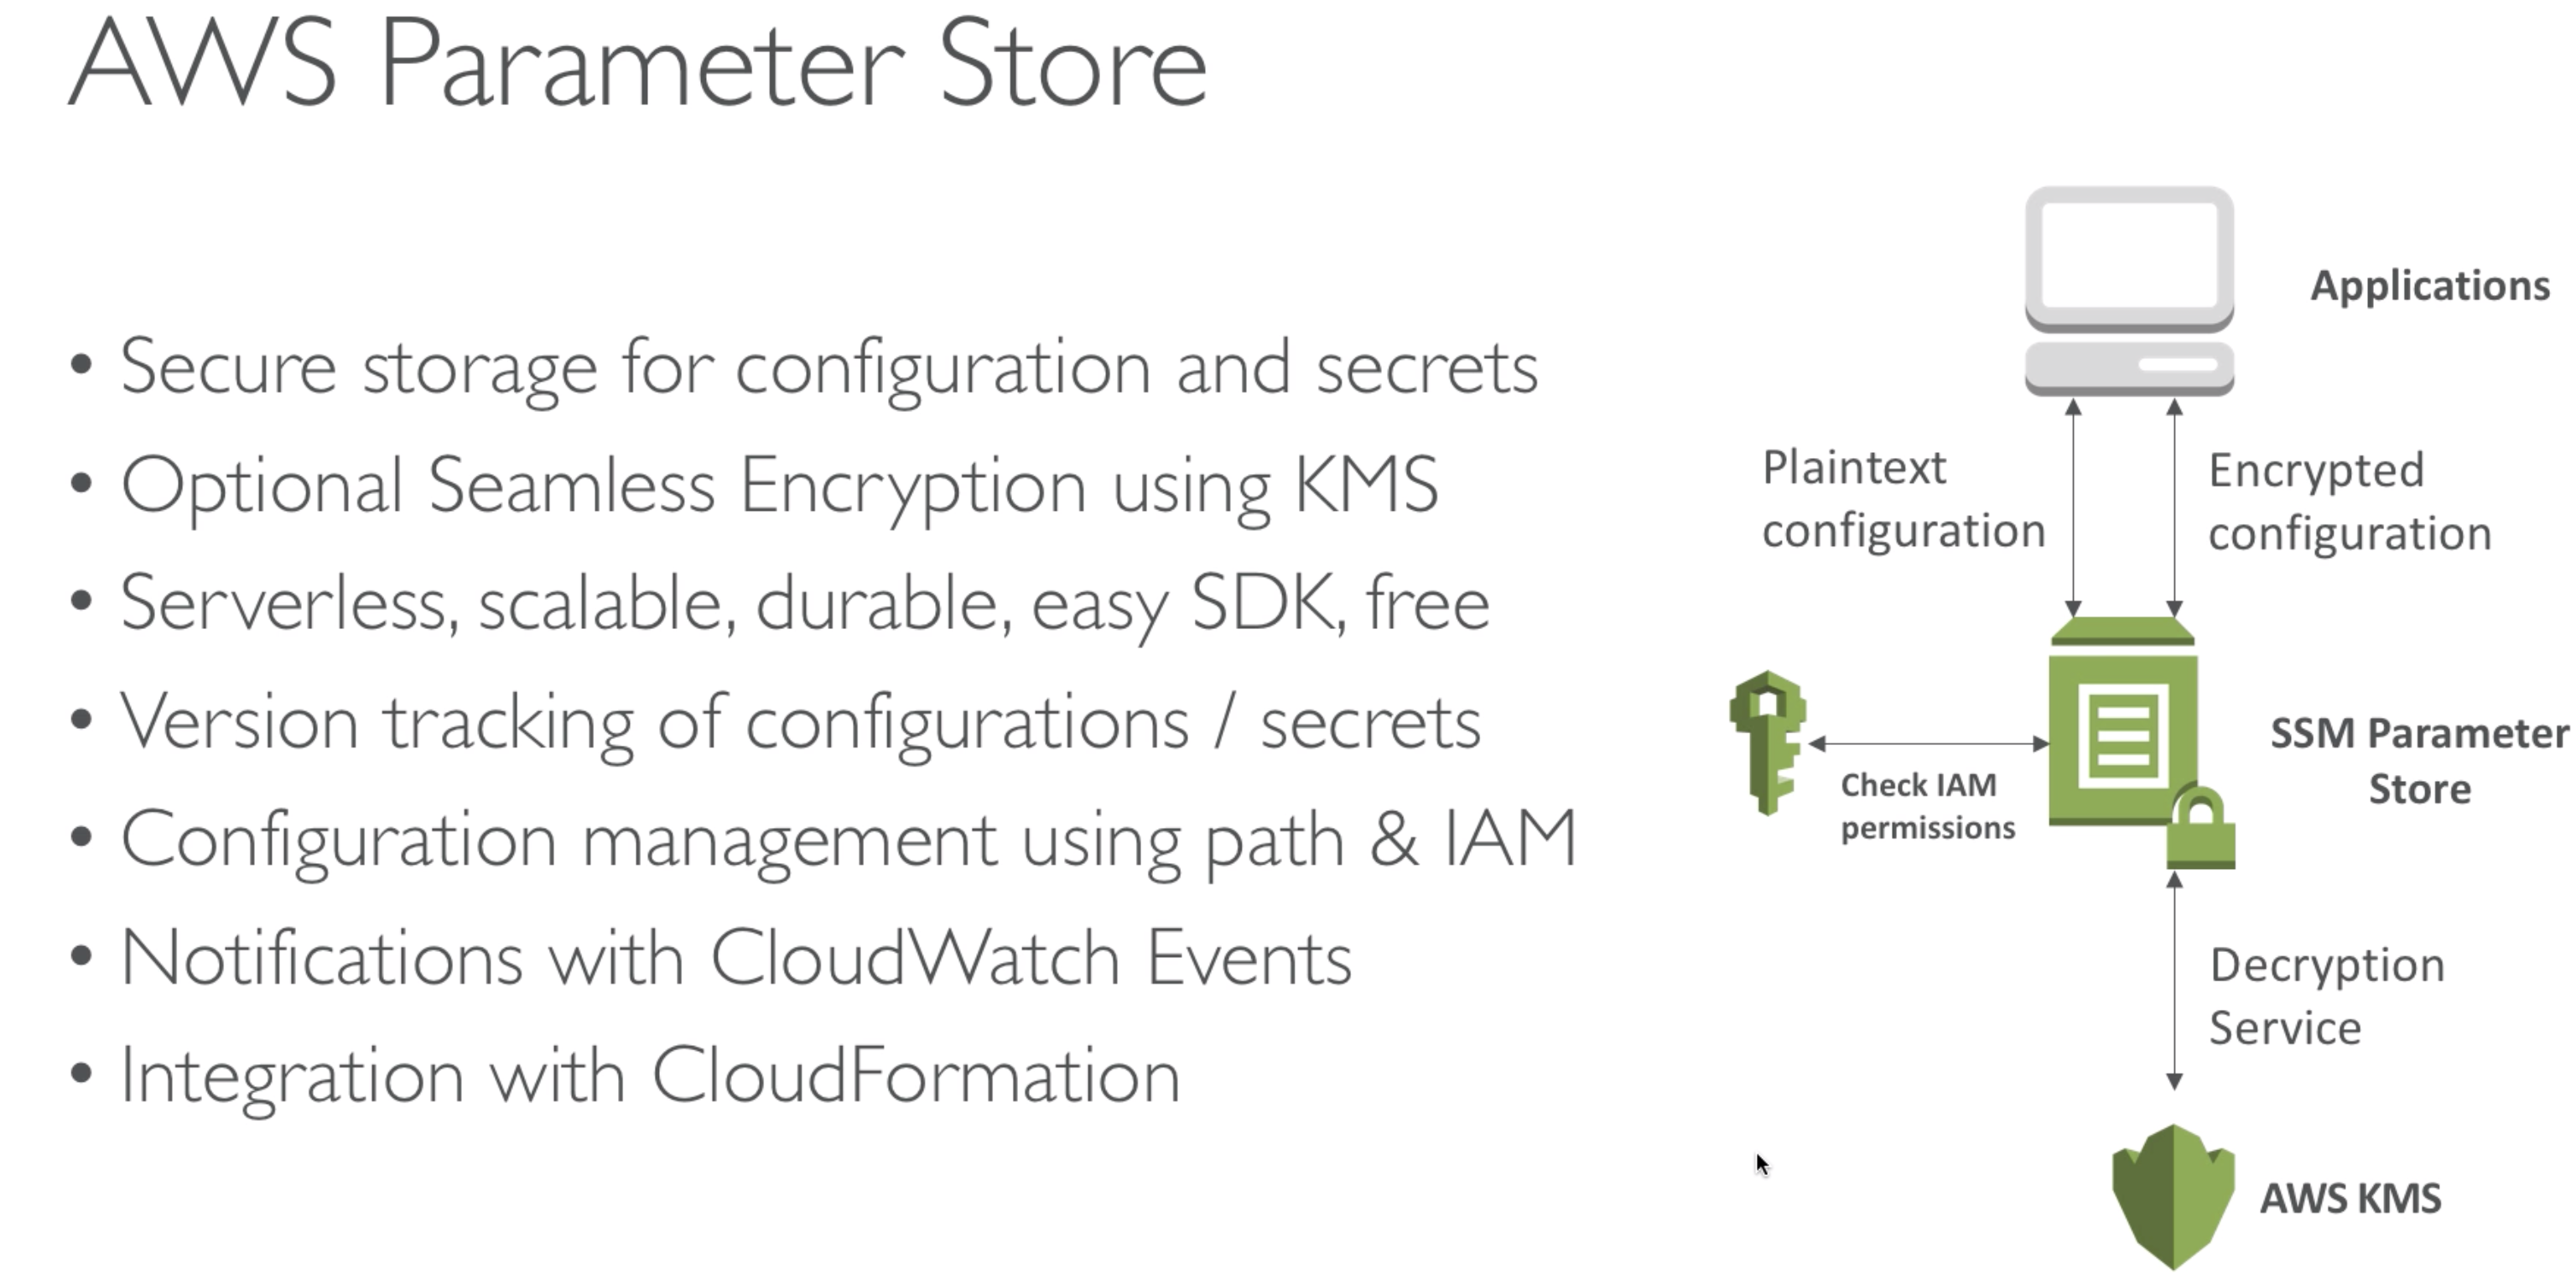 AWS Parameter Store
• Secure storage for configuration and secrets
• Optional Seamless Encryption using KMS
• Serverless, scalable, durable, easy SDK, free
• Version tracking of configurations / secrets
• Configuration management using path & IAM
• Notifications with CloudWatch Events
• Integration with CloudFormation
Applications
Plaintext
configuration
Encrypted
configuration
Check IAM
permissions
SSM Parameter
Store
Decryption
Service
AWS KMS